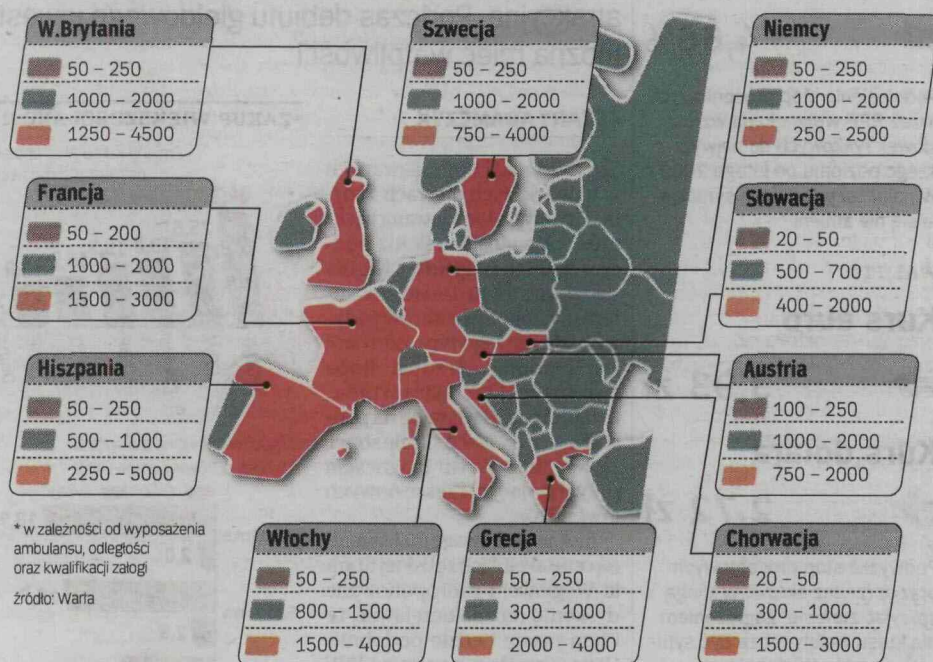 W.Brytania
50 – 250
1000 – 2000
1250 – 4500
Szwecja
50 – 250
1000 – 2000
750 – 4000
Niemcy
50 – 250
1000 – 2000
250 – 2500
Francja
50 – 200
1000 – 2000
1500 – 3000
Słowacja
20 – 50
500 – 700
400 – 2000
Hiszpania
50 – 250
500 – 1000
2250 – 5000
Austria
100 – 250
1000 – 2000
750 – 2000
* w zależności od wyposażenia
ambulansu, odległości
oraz kwalifikacji załogi
źródło: Warta
Włochy
50 – 250
800 – 1500
1500 – 4000
Grecja
50 – 250
300 – 1000
2000 – 4000
Chorwacja
20 – 50
300 – 1000
1500 – 3000